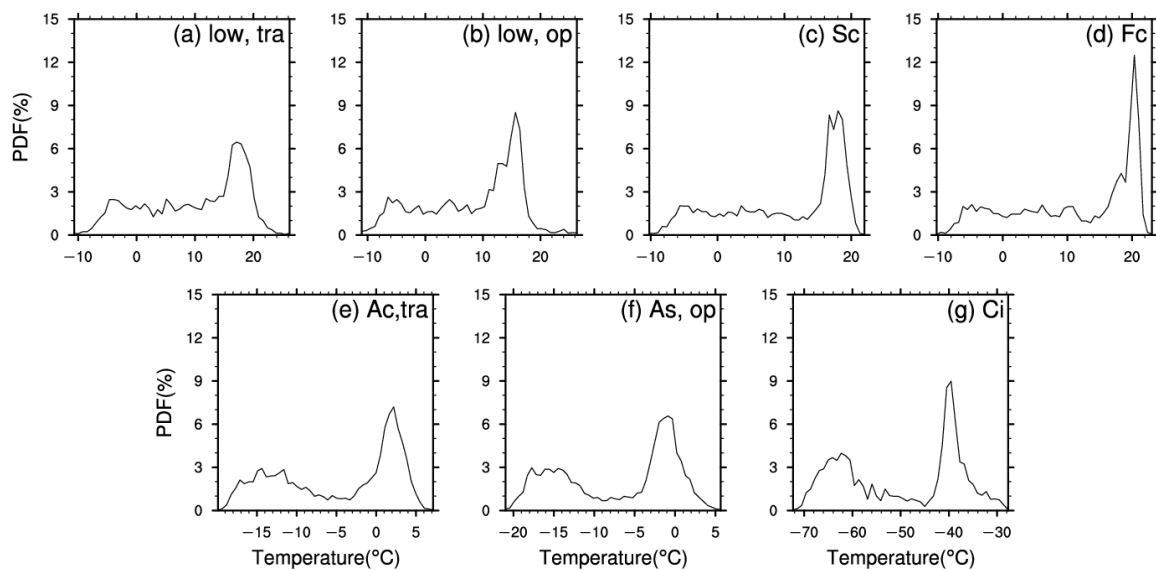 15 15 15 15
(a) low, tra (b) low, op (c) Sc (d) Fc
12 12 12 12
9 9 9 9
PDF(%)
6 6 6 6
3 3 3 3
0 0 0 0
−10 0 10 20 −10 0 10 20 −10 0 10 20 −10 0 10 20
15 15 15
(e) Ac,tra (f) As, op (g) Ci
12 12 12
9 9 9
PDF(%)
6 6 6
3 3 3
0 0 0
−15 −10 −5 0 5 −20 −15 −10 −5 0 5 −70 −60 −50 −40 −30
Temperature(°C) Temperature(°C) Temperature(°C)